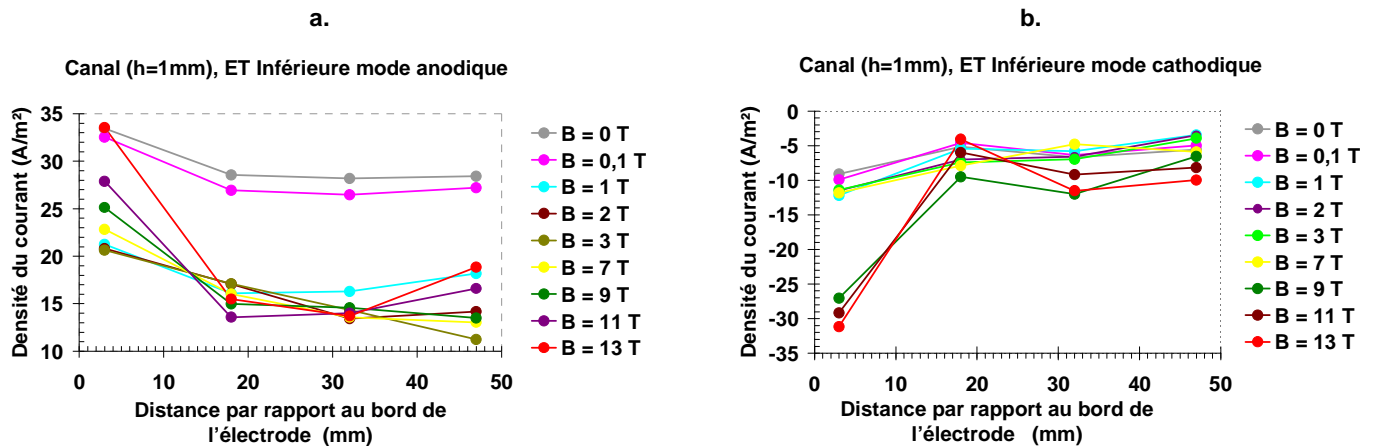 a.
Canal (h=1mm), ET Inférieure mode anodique
Densité du courant (A/m²)
35
30
25
20
15
10
0
10
20
30
40
50
Distance par rapport au bord de
l'électrode (mm)
B = 0 T
B = 0,1 T
B = 1 T
B = 2 T
B = 3 T
B = 7 T
B = 9 T
B = 11 T
B = 13 T
b.
Canal (h=1mm), ET Inférieure mode cathodique
Densité du courant (A/m²)
0
-5
-10
-15
-20
-25
-30
-35
0
10
20
30
40
50
Distance par rapport au bord de
l'électrode (mm)
B = 0 T
B = 0,1 T
B = 1 T
B = 2 T
B = 3 T
B = 7 T
B = 9 T
B = 11 T
B = 13 T